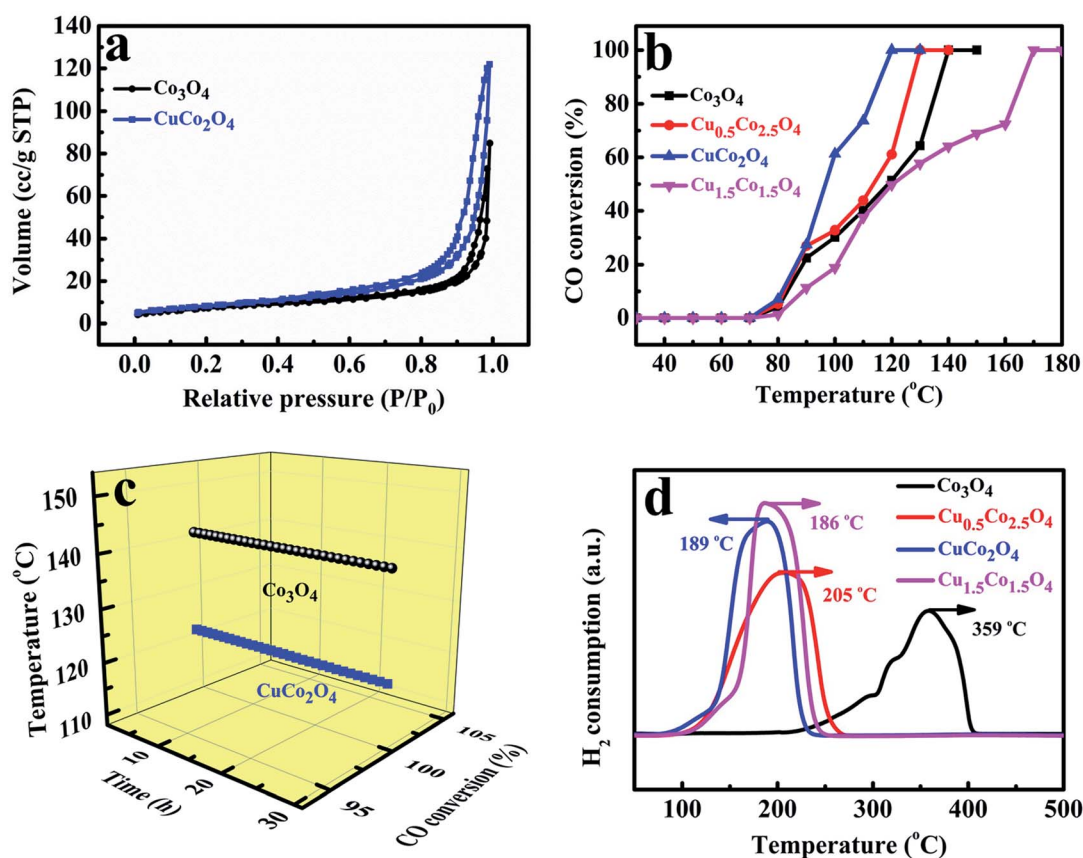 a
Co₃O₄
CuCo₂O₄
Volume (cc/g STP)
140
120
100
80
60
40
20
0
0.0 0.2 0.4 0.6 0.8 1.0
Relative pressure (P/P₀)
b
Co₃O₄
Cu₀.₅Co₂.₅O₄
CuCo₂O₄
Cu₁.₅Co₁.₅O₄
CO conversion (%)
100
80
60
40
20
0
40 60 80 100 120 140 160 180
Temperature (°C)
c
Temperature (°C)
150
140
130
120
110
Co₃O₄
CuCo₂O₄
10
20
30
Time (h)
95
100
105
CO conversion (%)
d
Co₃O₄
Cu₀.₅Co₂.₅O₄
CuCo₂O₄
Cu₁.₅Co₁.₅O₄
186 °C
189 °C
205 °C
359 °C
H₂ consumption (a.u.)
100 200 300 400 500
Temperature (°C)